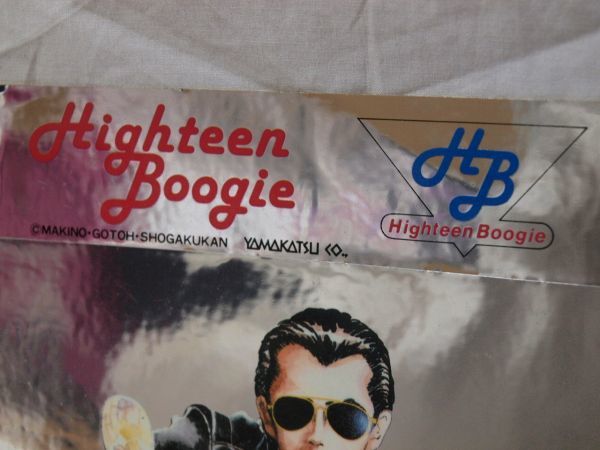 Highteen
Boogie
©MAKINO·GOTOH·SHOGAKUKAN YAMAKATSU CO.,
HB
Highteen Boogie